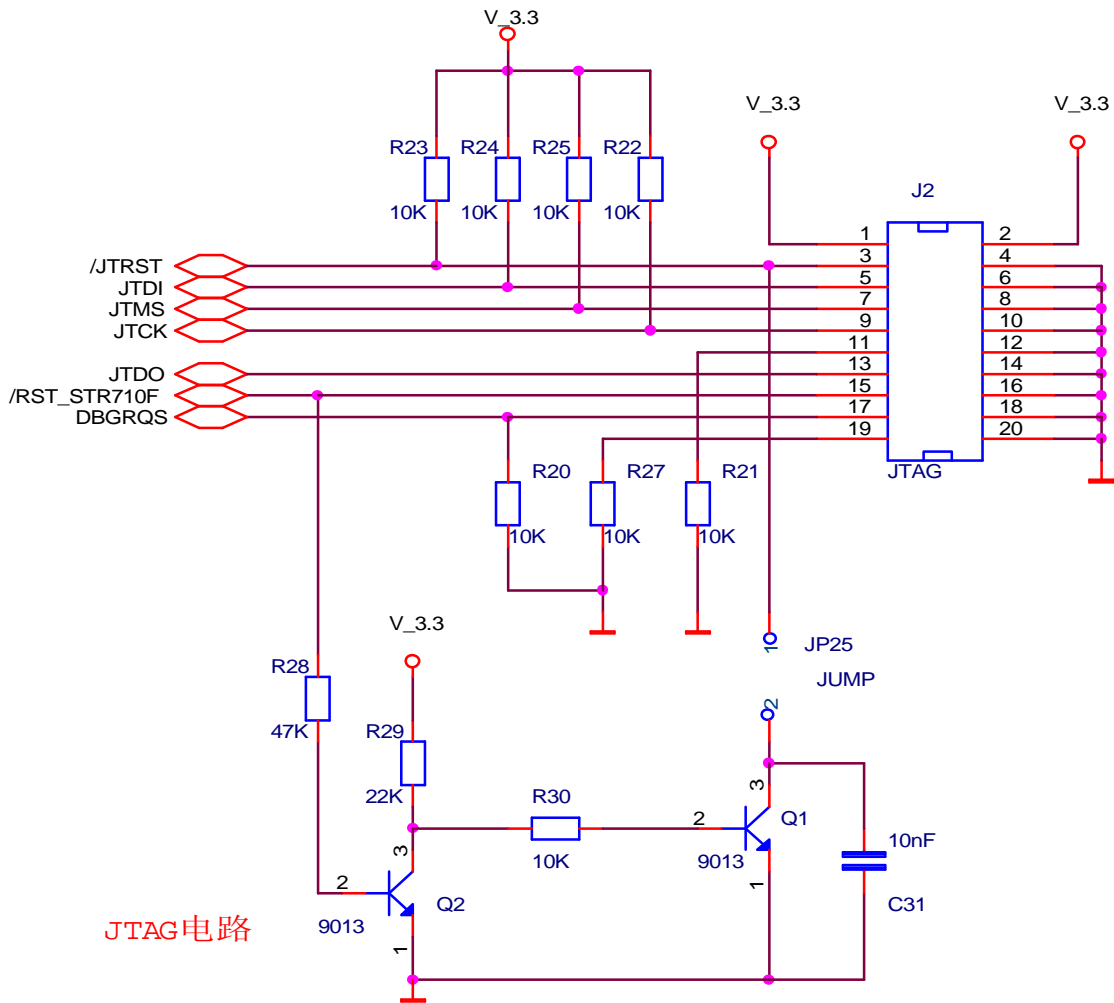 V_3.3
V_3.3
V_3.3
R23
R24
R25
R22
10K
10K
10K
10K
J2
1
2
/JTRST
3
4
JTDI
5
6
JTMS
7
8
JTCK
9
10
11
12
JTDO
13
14
/RST_STR710F
15
16
DBGRQS
17
18
19
20
JTAG
R20
R27
R21
10K
10K
10K
V_3.3
1
JP25
JUMP
2
R28
47K
R29
22K
R30
10K
3
2
Q1
9013
1
10nF
C31
3
2
Q2
9013
1
JTAG电路